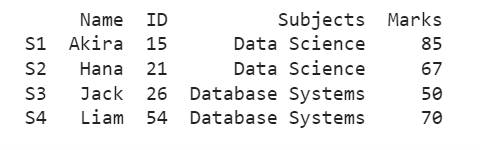 Name ID Subjects Marks
S1 Akira 15 Data Science 85
S2 Hana 21 Data Science 67
S3 Jack 26 Database Systems 50
S4 Liam 54 Database Systems 70